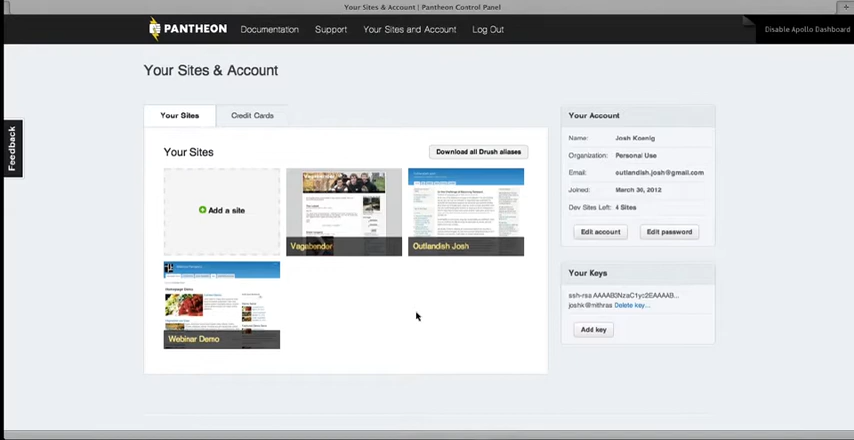 Your Sites & Account | Pantheon Control Panel
PANTHEON Documentation Support Your Sites and Account Log Out Disable Apollo Dashboard
Your Sites & Account
Feedback
Your Sites Credit Cards
Your Sites
Download all Drush aliases
Add a site
Vagabender
Outlandish Josh
Webinar Demo
Your Account
Name: Josh Koenig
Organization: Personal Use
Email: outlandish.josh@gmail.com
Joined: March 30, 2012
Dev Sites Left: 4 Sites
Edit account Edit password
Your Keys
ssh-rsa AAAAB3NzaC1yc2EAAAAB...
joshk@mithraa Delete key...
Add key